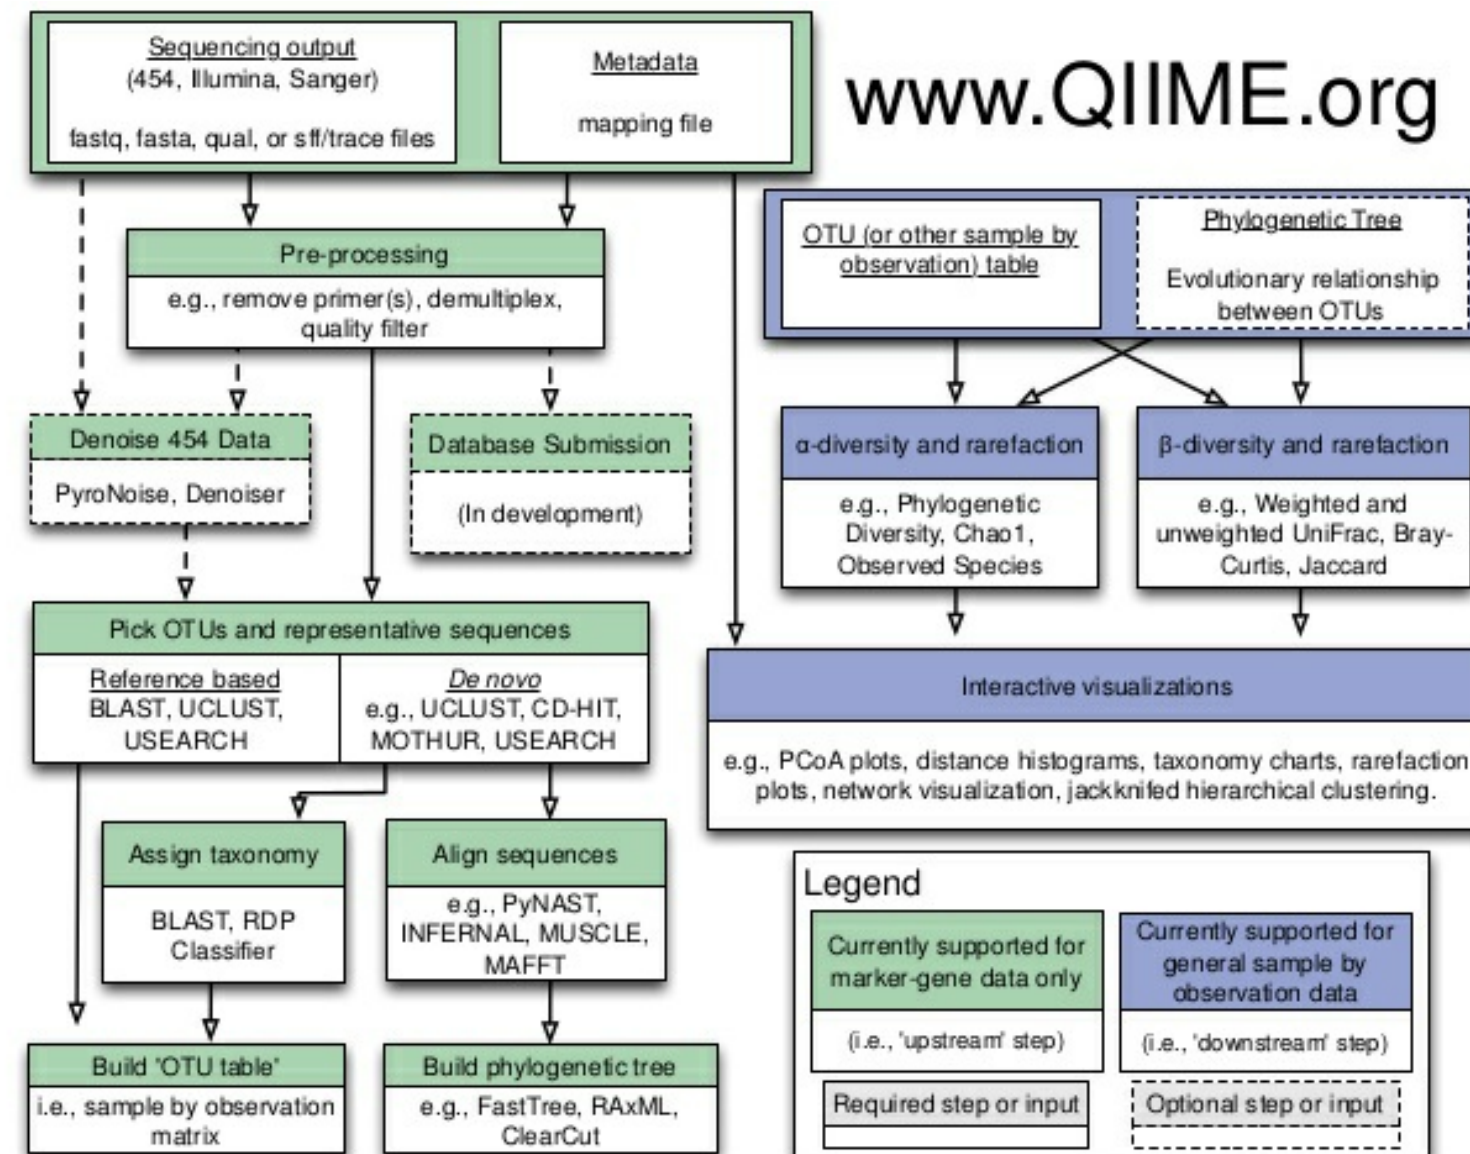 Sequencing output
(454, Illumina, Sanger)
fastq, fasta, qual, or sff/trace files
Metadata
mapping file
www.QIIME.org
Pre-processing
e.g., remove primer(s), demultiplex,
quality filter
OTU (or other sample by
observation) table
Phylogenetic Tree
Evolutionary relationship
between OTUs
Denoise 454 Data
PyroNoise, Denoiser
Database Submission
(In development)
α-diversity and rarefaction
e.g., Phylogenetic
Diversity, Chao1,
Observed Species
β-diversity and rarefaction
e.g., Weighted and
unweighted UniFrac, Bray-
Curtis, Jaccard
Pick OTUs and representative sequences
Reference based
BLAST, UCLUST,
USEARCH
De novo
e.g., UCLUST, CD-HIT,
MOTHUR, USEARCH
Interactive visualizations
e.g., PCoA plots, distance histograms, taxonomy charts, rarefaction
plots, network visualization, jackknifed hierarchical clustering.
Assign taxonomy
BLAST, RDP
Classifier
Align sequences
e.g., PyNAST,
INFERNAL, MUSCLE,
MAFFT
Build 'OTU table'
i.e., sample by observation
matrix
Build phylogenetic tree
e.g., FastTree, RAxML,
ClearCut
Legend
Currently supported for
marker-gene data only
(i.e., 'upstream' step)
Currently supported for
general sample by
observation data
(i.e., 'downstream' step)
Required step or input
Optional step or input